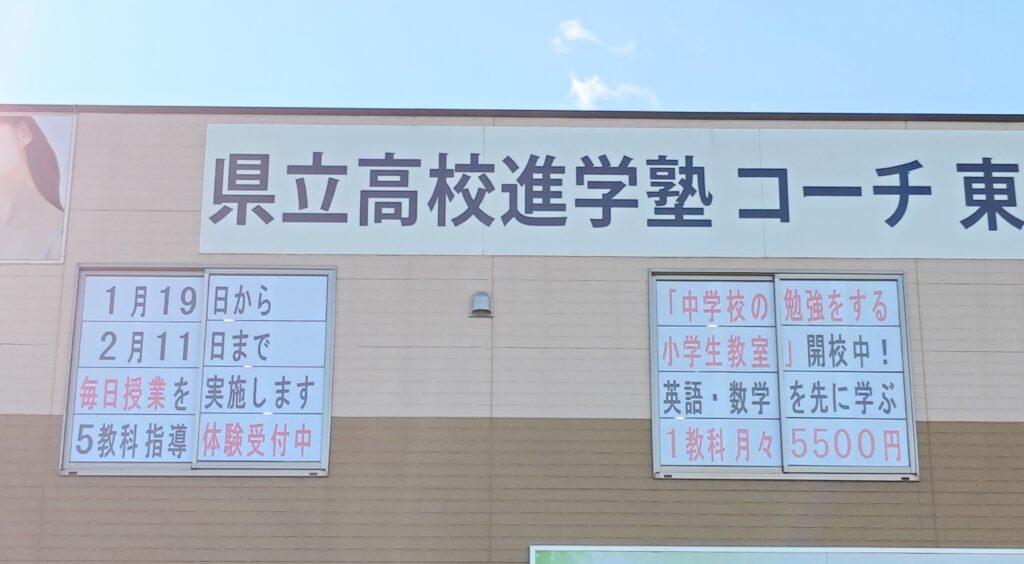 県立高校進学塾 コーチ 東
1月19日から
2月11日まで
毎日授業を実施します
5教科指導 体験受付中
「中学校の勉強をする
小学生教室」開校中!
英語・数学を先に学ぶ
1教科月々5500円